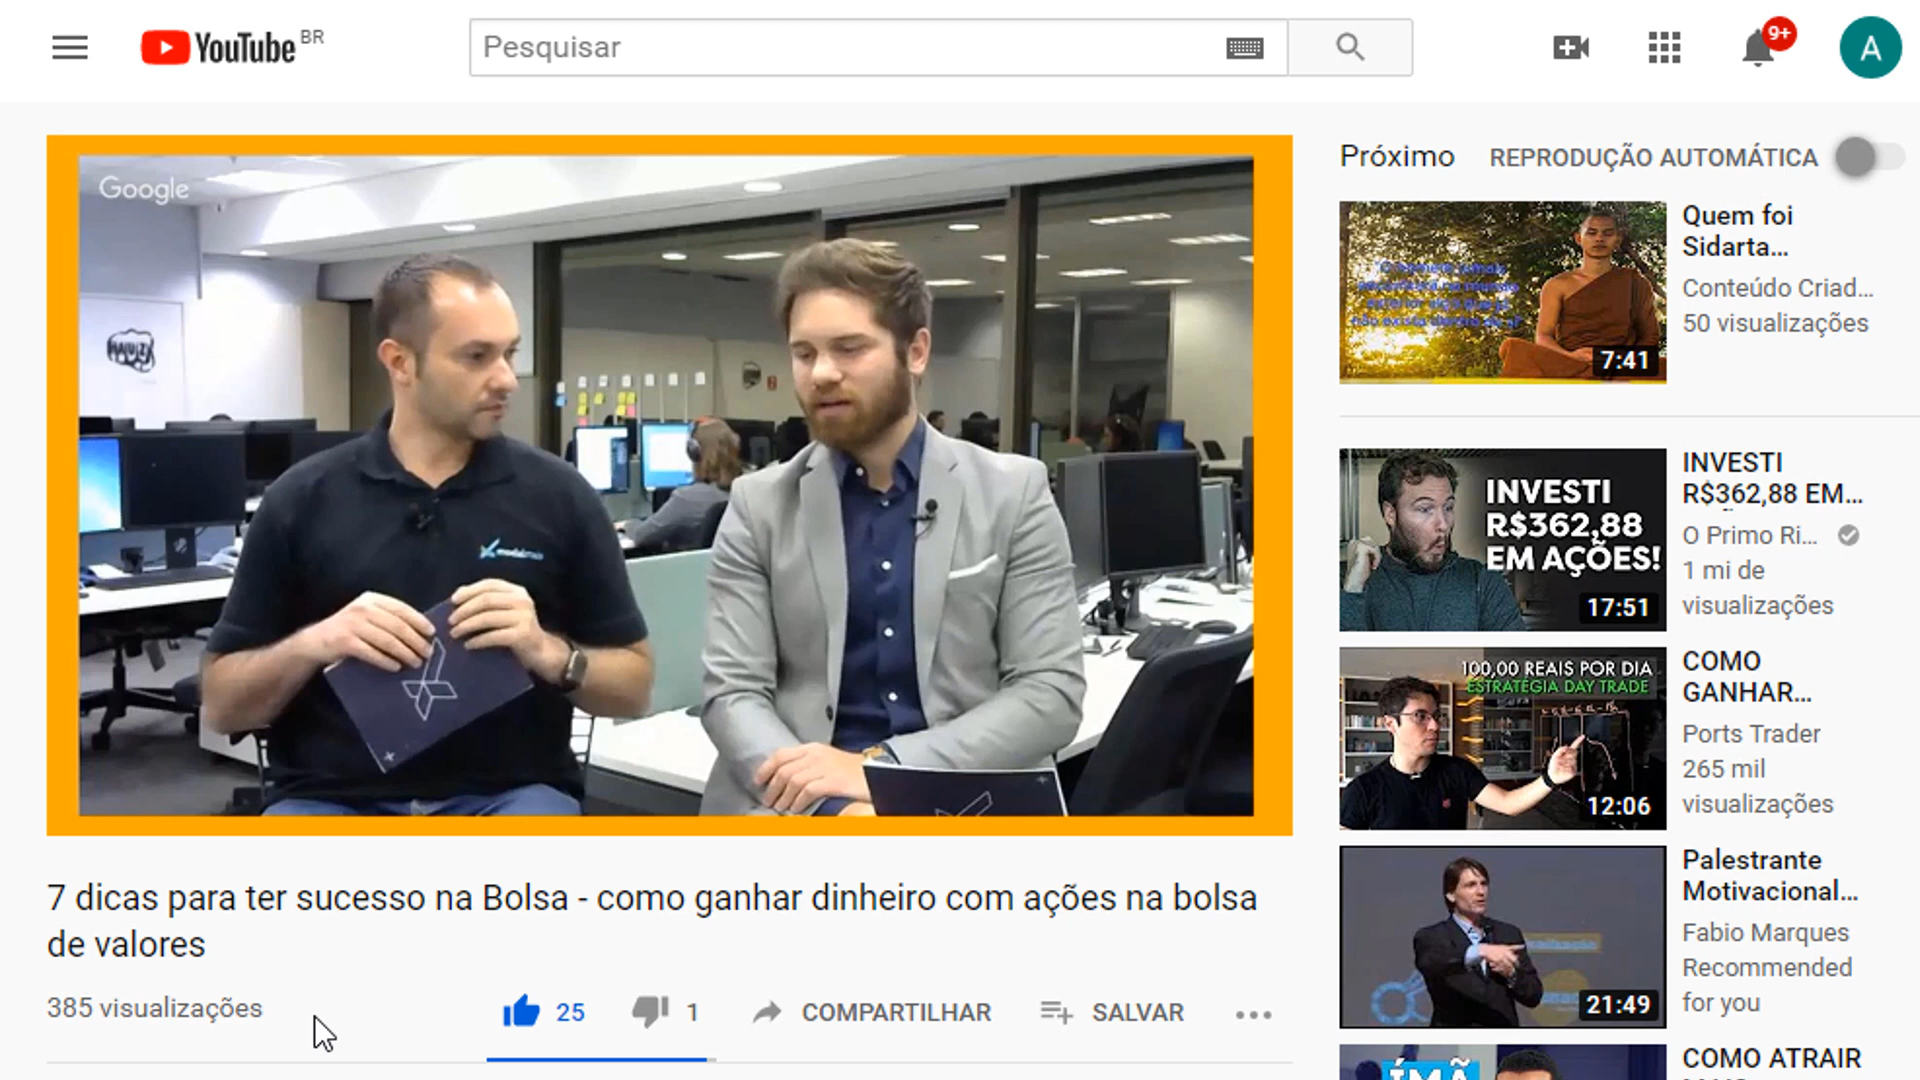 YouTube BR
Pesquisar
9+
A
Google
HAUZ
modalmais
7 dicas para ter sucesso na Bolsa - como ganhar dinheiro com ações na bolsa
de valores
385 visualizações
25
1
COMPARTILHAR
SALVAR
Próximo
REPRODUÇÃO AUTOMÁTICA
7:41
Quem foi
Sidarta...
Conteúdo Criad...
50 visualizações
INVESTI
R$362,88
EM AÇÕES!
17:51
INVESTI
R$362,88 EM...
O Primo Ri...
1 mi de
visualizações
100,00 REAIS POR DIA
ESTRATÉGIA DAY TRADE
12:06
COMO
GANHAR...
Ports Trader
265 mil
visualizações
21:49
Palestrante
Motivacional...
Fabio Marques
Recommended
for you
ÍMÃ
COMO ATRAIR